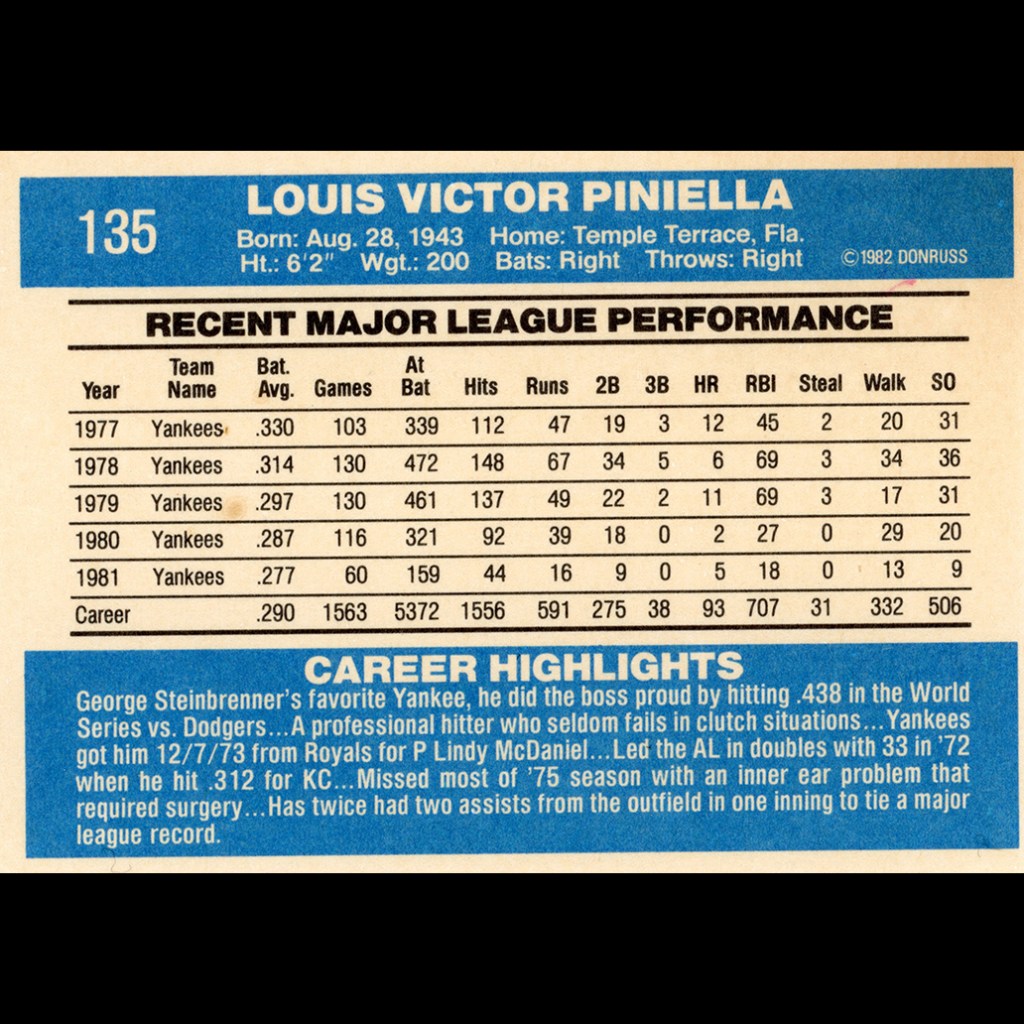 135
LOUIS VICTOR PINIELLA
Born: Aug. 28, 1943 Home: Temple Terrace, Fla.
Ht.: 6'2" Wgt.: 200 Bats: Right Throws: Right
©1982 DONRUSS
RECENT MAJOR LEAGUE PERFORMANCE
Year Team Name Bat. Avg. Games At Bat Hits Runs 2B 3B HR RBI Steal Walk SO
1977 Yankees .330 103 339 112 47 19 3 12 45 2 20 31
1978 Yankees .314 130 472 148 67 34 5 6 69 3 34 36
1979 Yankees .297 130 461 137 49 22 2 11 69 3 17 31
1980 Yankees .287 116 321 92 39 18 0 2 27 0 29 20
1981 Yankees .277 60 159 44 16 9 0 5 18 0 13 9
Career .290 1563 5372 1556 591 275 38 93 707 31 332 506
CAREER HIGHLIGHTS
George Steinbrenner's favorite Yankee, he did the boss proud by hitting .438 in the World
Series vs. Dodgers...A professional hitter who seldom fails in clutch situations...Yankees
got him 12/7/73 from Royals for P Lindy McDaniel...Led the AL in doubles with 33 in '72
when he hit .312 for KC...Missed most of '75 season with an inner ear problem that
required surgery...Has twice had two assists from the outfield in one inning to tie a major
league record.